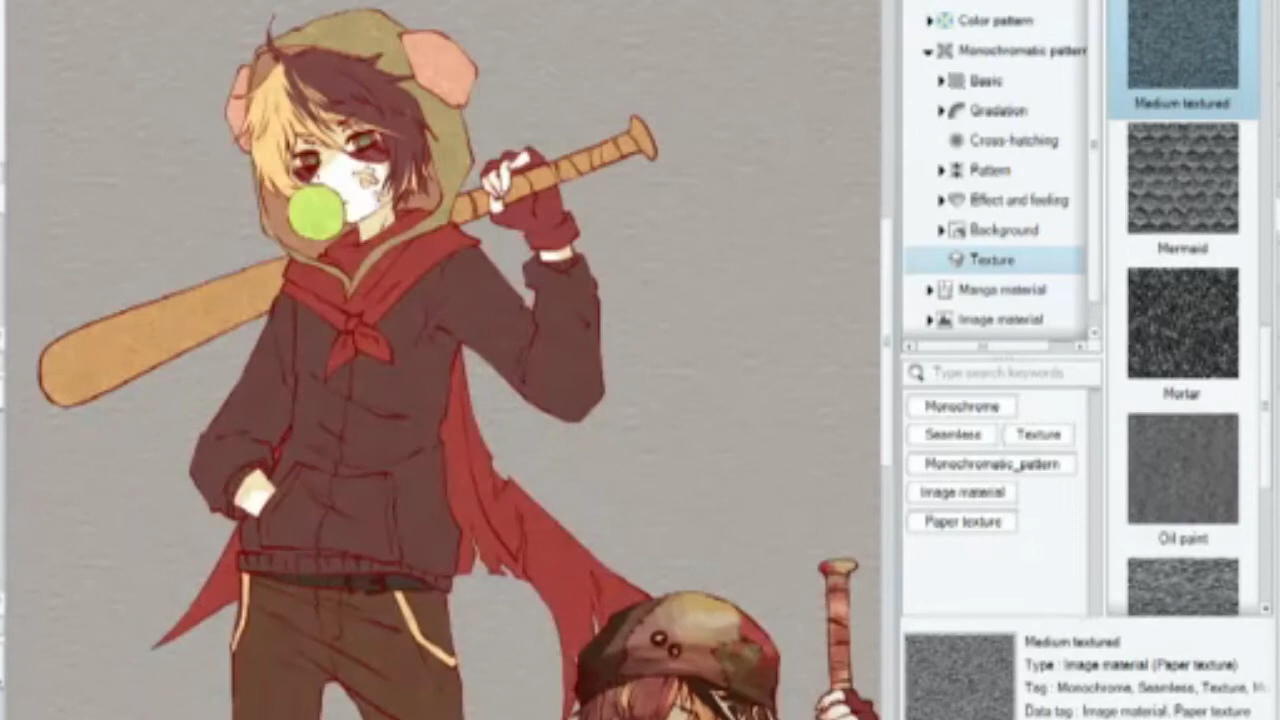 Color pattern
Monochromatic pattern
Basic
Gradation
Cross-hatching
Pattern
Effect and feeling
Background
Texture
Manga material
Image material
Type search keywords
Monochrome
Seamless
Texture
Monochromatic_pattern
Image material
Paper texture
Medium textured
Mermaid
Mortar
Oil paint
Medium textured
Type : Image material (Paper texture)
Tag : Monochrome, Seamless, Texture,
Data tag : Image material, Paper texture